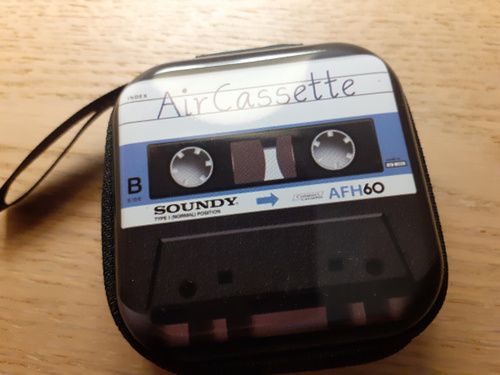 INDEX
AirCassette
B
SIDE
SOUNDY.
TYPE I (NORMAL) POSITION
AFH60